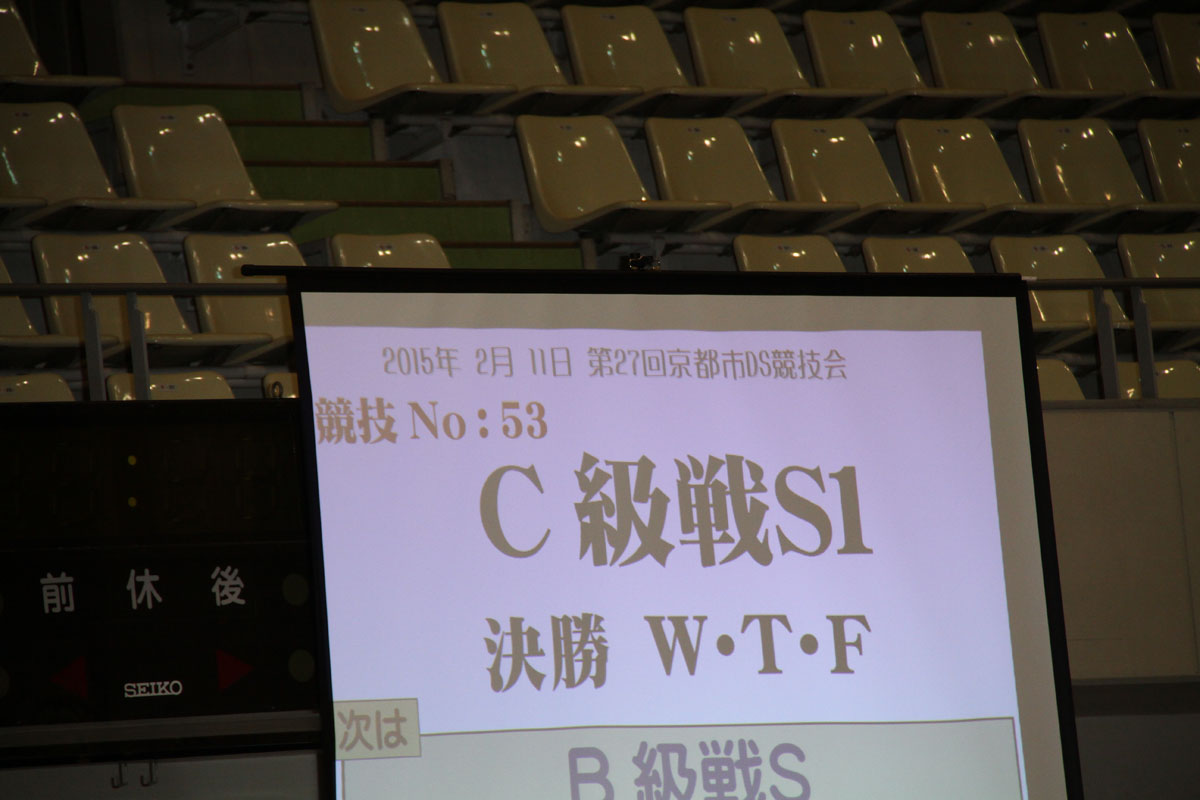 2015年 2月 11日 第27回京都市DS競技会
競技 No：53
C 級戦S1
決勝 W・T・F
次は
B 級戦S
前 休 後
SEIKO